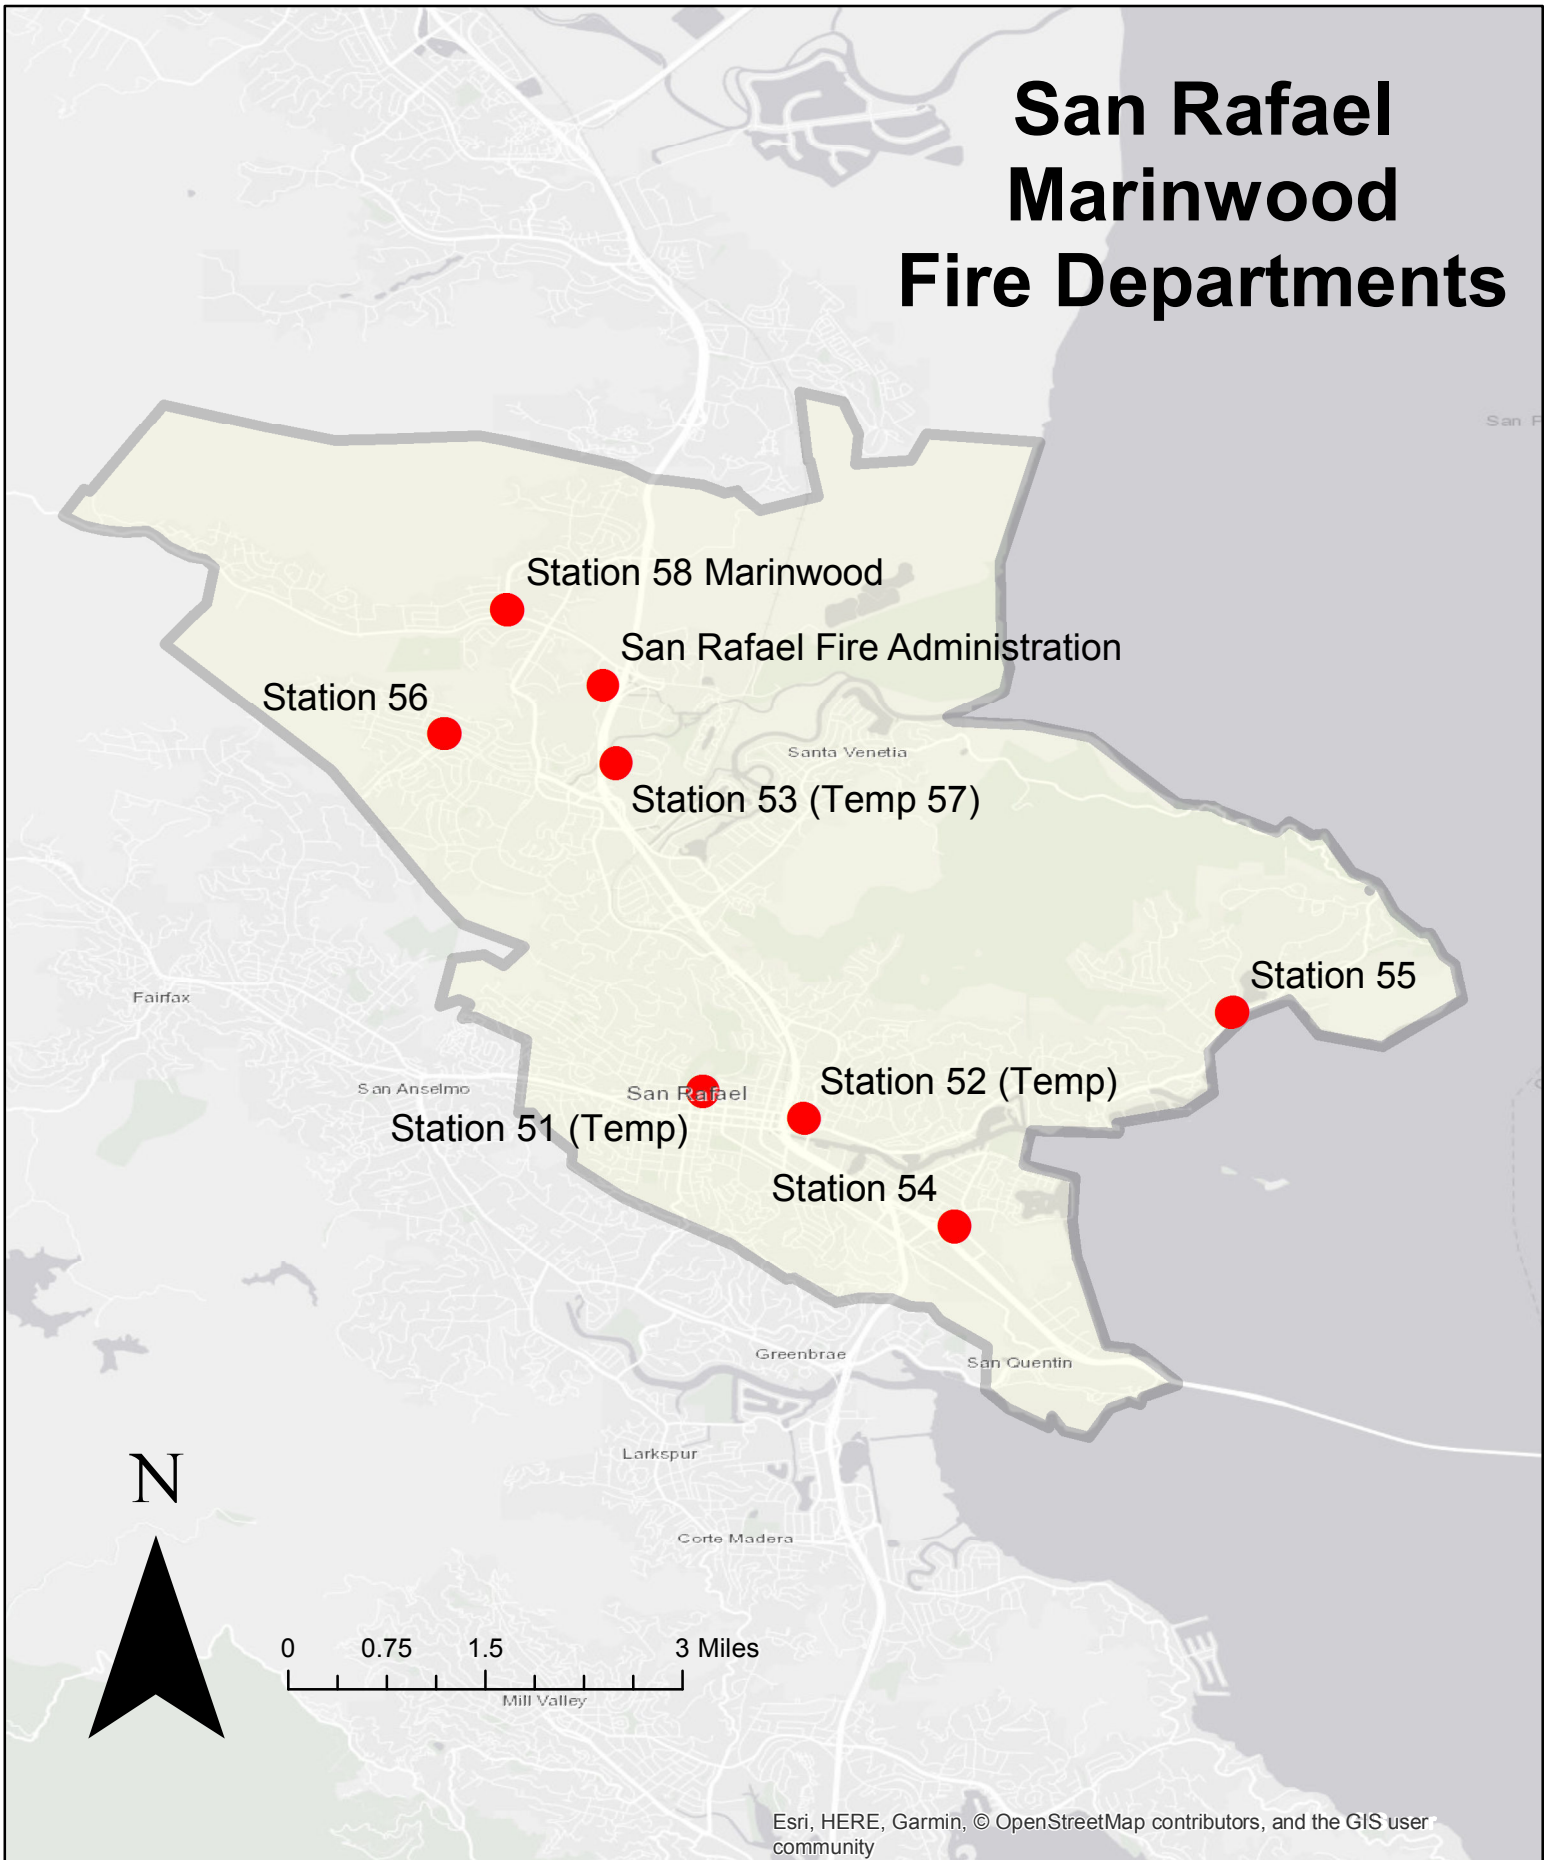 San Rafael
Marinwood
Fire Departments
San
Station 58 Marinwood
San Rafael Fire Administration
Station 56
Santa Venetia
Station 53 (Temp 57)
Station 55
Fairfax
Station 52 (Temp)
San Anselmo
San Rafael
Station 51 (Temp)
Station 54
Greenbrae
San Quentin
Larkspur
N
Corte Madera
0 0.75 1.5 3 Miles
Mill Valley
Esri, HERE, Garmin, © OpenStreetMap contributors, and the GIS user
community